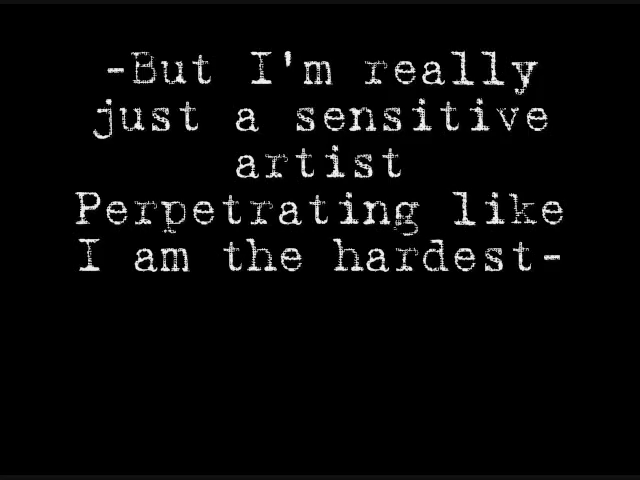 -But I'm really
just a sensitive
artist
Perpetrating like
I am the hardest-